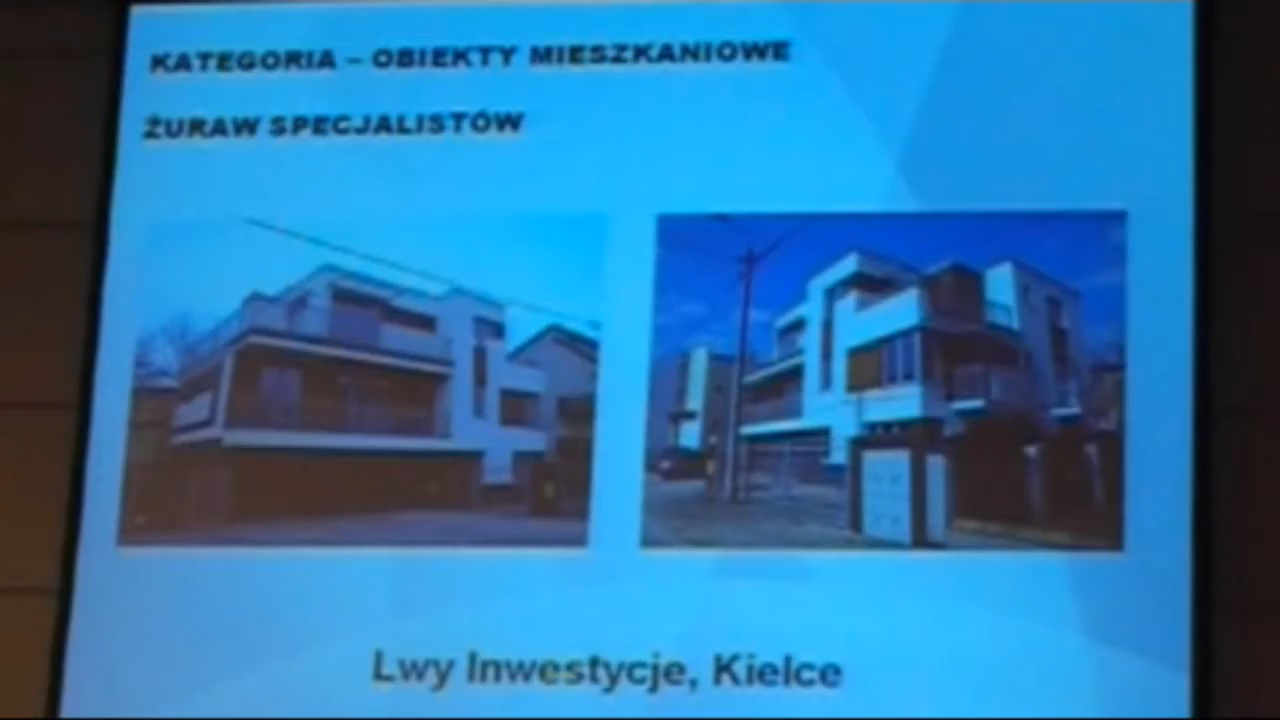 KATEGORIA – OBIEKTY MIESZKANIOWE
ŻURAW SPECJALISTÓW
Lwy Inwestycje, Kielce